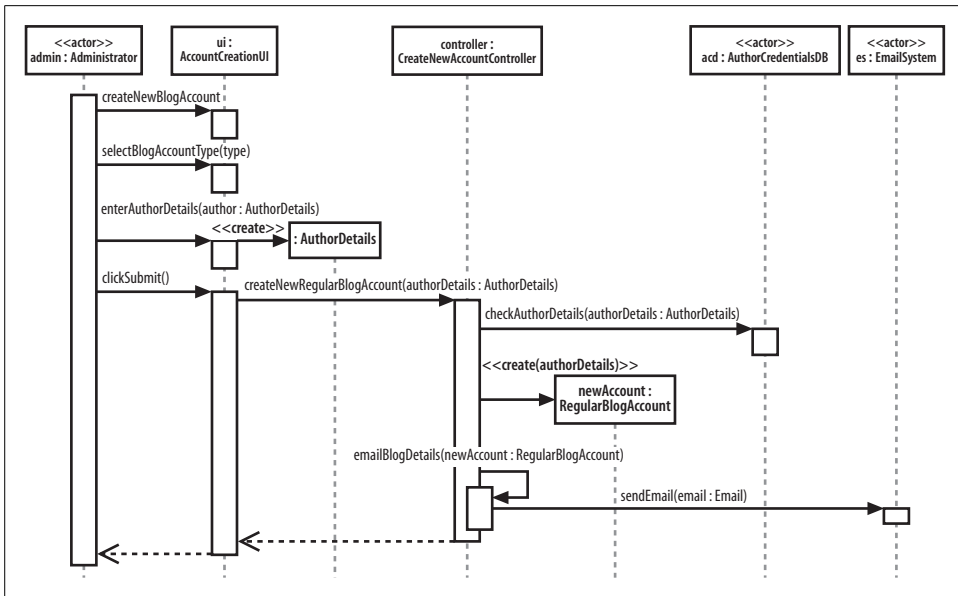 <<actor>>
admin : Administrator
ui :
AccountCreationUI
controller :
CreateNewAccountController
<<actor>>
acd : AuthorCredentialsDB
<<actor>>
es : EmailSystem
createNewBlogAccount
selectBlogAccountType(type)
enterAuthorDetails(author : AuthorDetails)
<<create>>
: AuthorDetails
clickSubmit()
createNewRegularBlogAccount(authorDetails : AuthorDetails)
checkAuthorDetails(authorDetails : AuthorDetails)
<<create(authorDetails)>>
newAccount :
RegularBlogAccount
emailBlogDetails(newAccount : RegularBlogAccount)
sendEmail(email : Email)